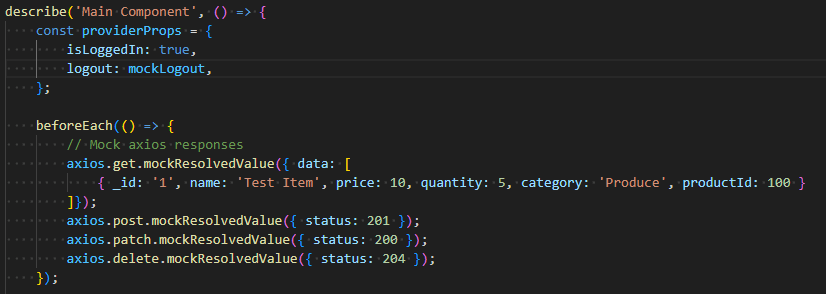 describe('Main Component', () => {
    const providerProps = {
        isLoggedIn: true,
        logout: mockLogout,
    };

    beforeEach(() => {
        // Mock axios responses
        axios.get.mockResolvedValue({ data: [
            { _id: '1', name: 'Test Item', price: 10, quantity: 5, category: 'Produce', productId: 100 }
        ]});
        axios.post.mockResolvedValue({ status: 201 });
        axios.patch.mockResolvedValue({ status: 200 });
        axios.delete.mockResolvedValue({ status: 204 });
    });